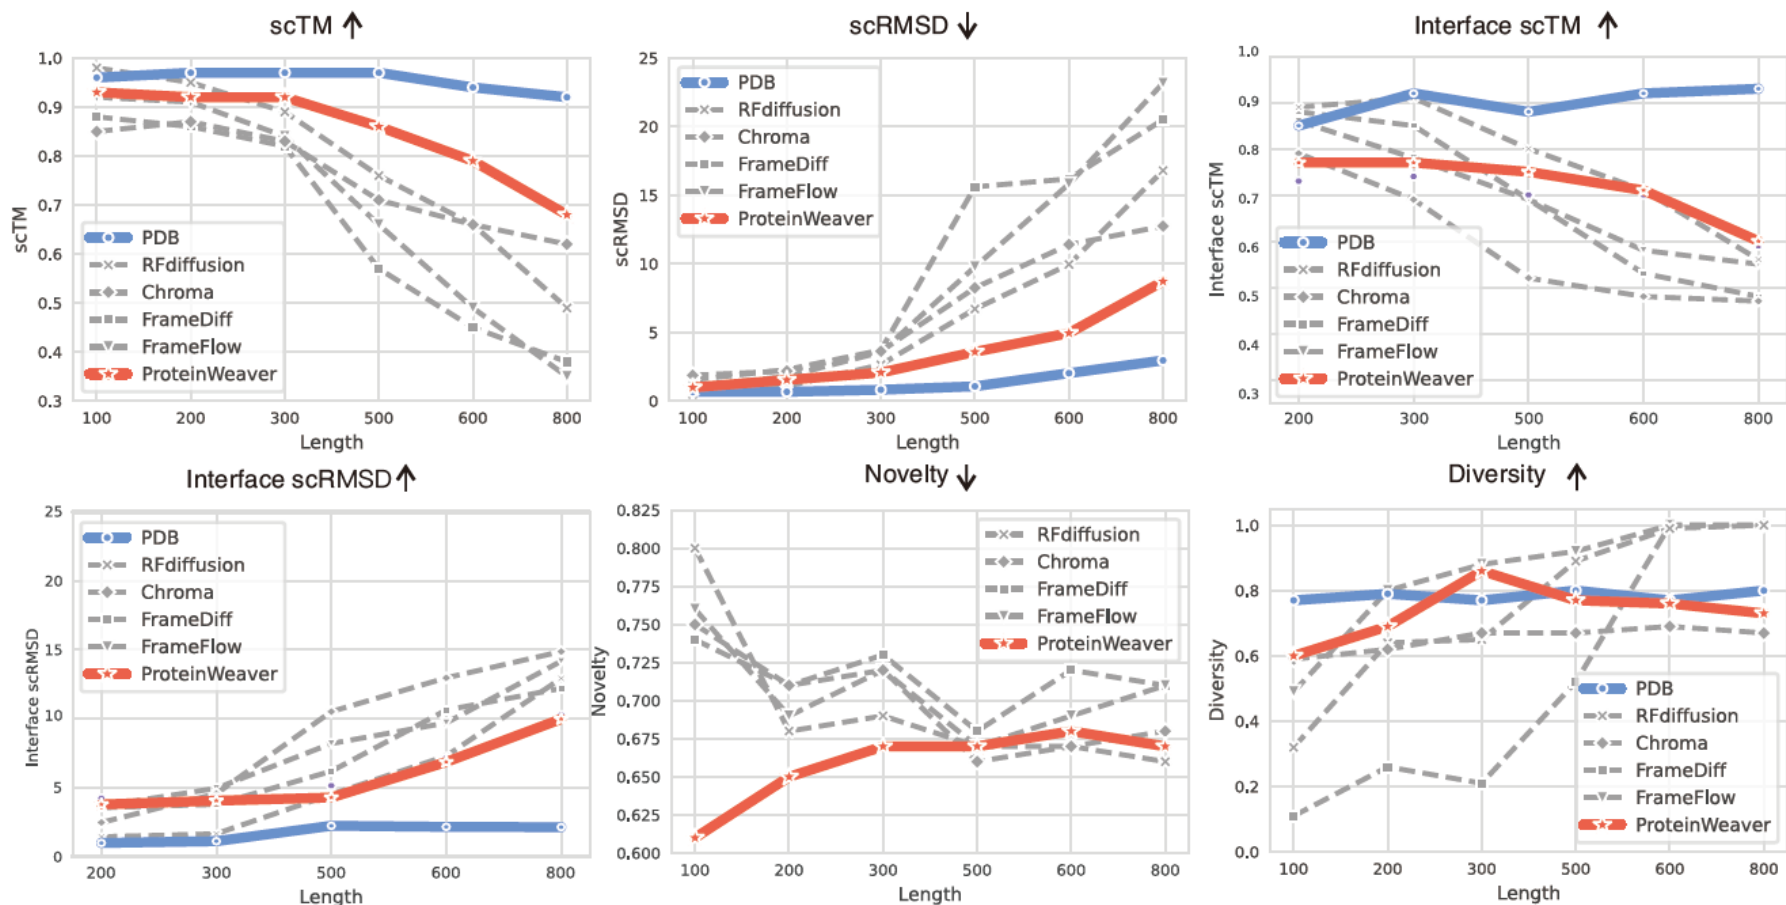 scTM ↑
1.0
0.9
0.8
0.7
0.6
0.5
0.4
0.3
scTM
PDB
RFdiffusion
Chroma
FrameDiff
FrameFlow
ProteinWeaver
100 200 300 500 600 800
Length
scRMSD ↓
25
20
15
10
5
0
scRMSD
PDB
RFdiffusion
Chroma
FrameDiff
FrameFlow
ProteinWeaver
100 200 300 500 600 800
Length
Interface scTM ↑
1.0
0.9
0.8
0.7
0.6
0.5
0.4
0.3
Interface scTM
PDB
RFdiffusion
Chroma
FrameDiff
FrameFlow
ProteinWeaver
200 300 500 600 800
Length
Interface scRMSD ↑
25
20
15
10
5
0
Interface scRMSD
PDB
RFdiffusion
Chroma
FrameDiff
FrameFlow
ProteinWeaver
200 300 500 600 800
Length
Novelty ↓
0.825
0.800
0.775
0.750
0.725
0.700
0.675
0.650
0.625
0.600
Novelty
RFdiffusion
Chroma
FrameDiff
FrameFlow
ProteinWeaver
100 200 300 500 600 800
Length
Diversity ↑
1.0
0.8
0.6
0.4
0.2
0.0
Diversity
PDB
RFdiffusion
Chroma
FrameDiff
FrameFlow
ProteinWeaver
100 200 300 500 600 800
Length